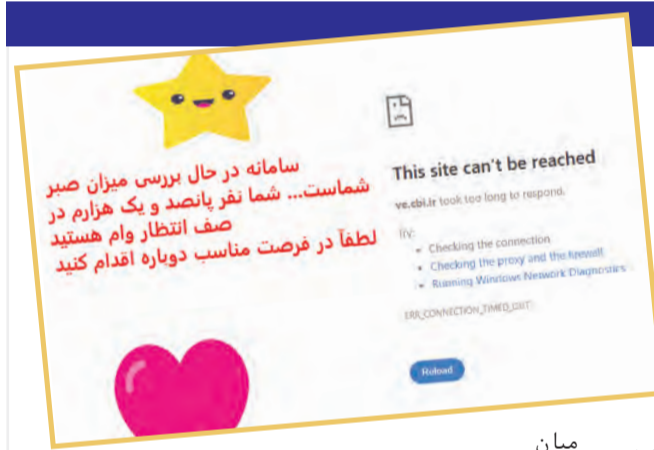 سامانه در حال بررسی میزان صبر
شماست... شما نفر پانصد و یک هزارم در
صف انتظار وام هستید
لطفاً در فرصت مناسب دوباره اقدام کنید
This site can't be reached
ve.cbi.ir took too long to respond.
Try:
• Checking the connection
• Checking the proxy and the firewall
• Running Windows Network Diagnostics
ERR_CONNECTION_TIMED_OUT
Reload
میان